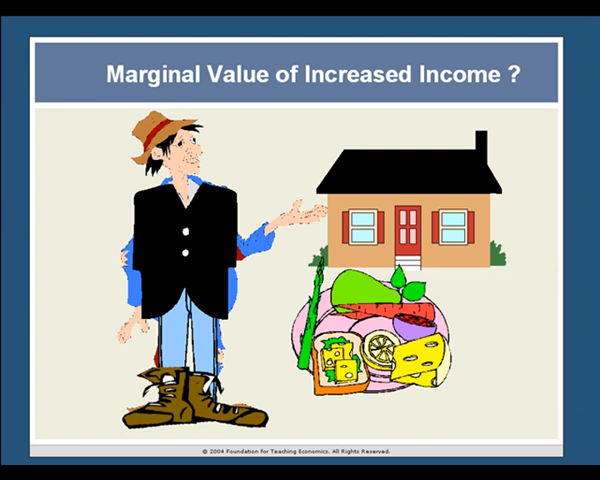 Marginal Value of Increased Income ?
© 2004 Foundation for Teaching Economics. All Rights Reserved.